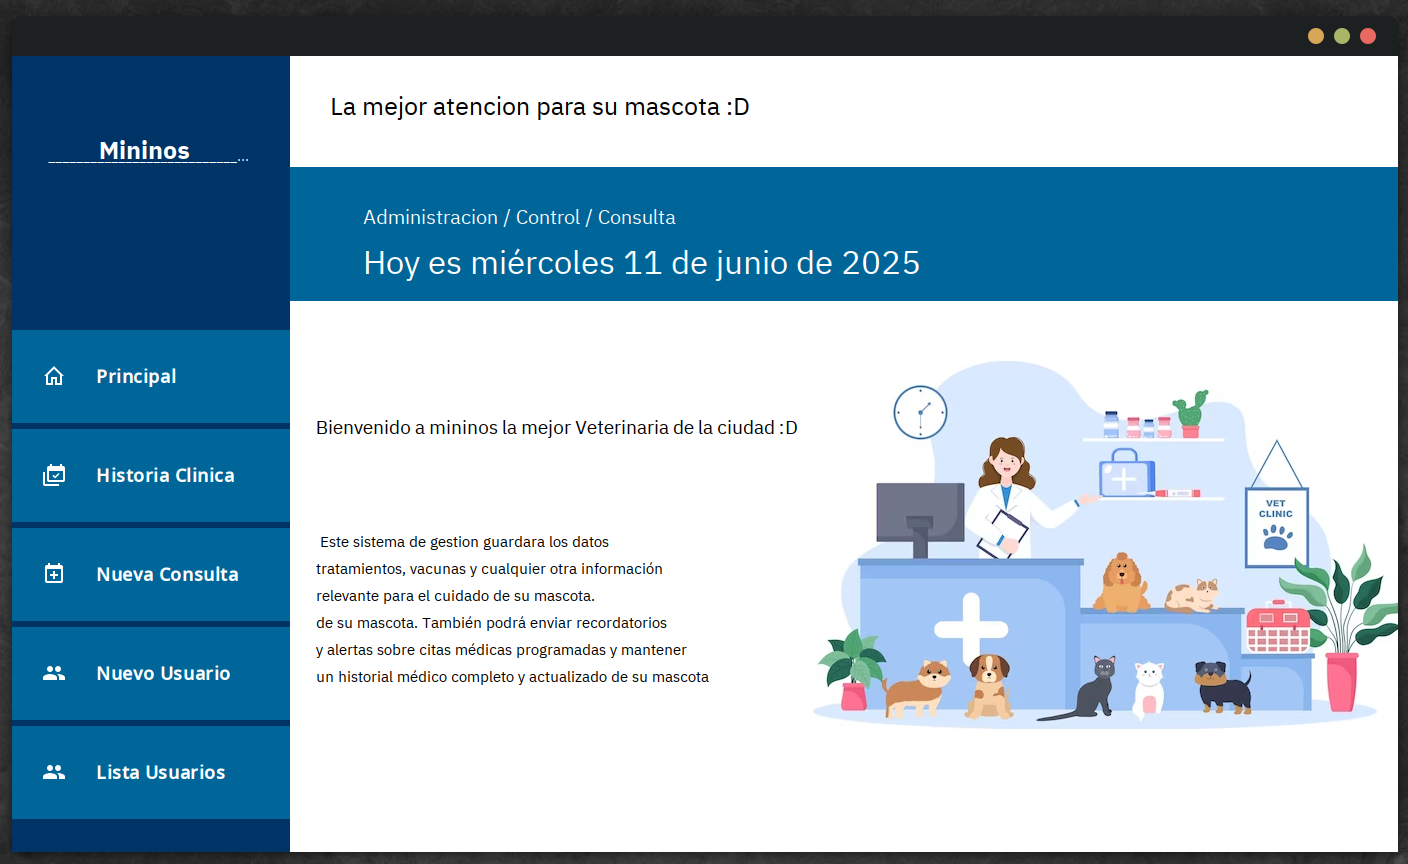 La mejor atencion para su mascota :D
Mininos
___________________________...
Administracion / Control / Consulta
Hoy es miércoles 11 de junio de 2025
Principal
Historia Clinica
Nueva Consulta
Nuevo Usuario
Lista Usuarios
Bienvenido a mininos la mejor Veterinaria de la ciudad :D
Este sistema de gestion guardara los datos
tratamientos, vacunas y cualquier otra información
relevante para el cuidado de su mascota.
de su mascota. También podrá enviar recordatorios
y alertas sobre citas médicas programadas y mantener
un historial médico completo y actualizado de su mascota
VET
CLINIC